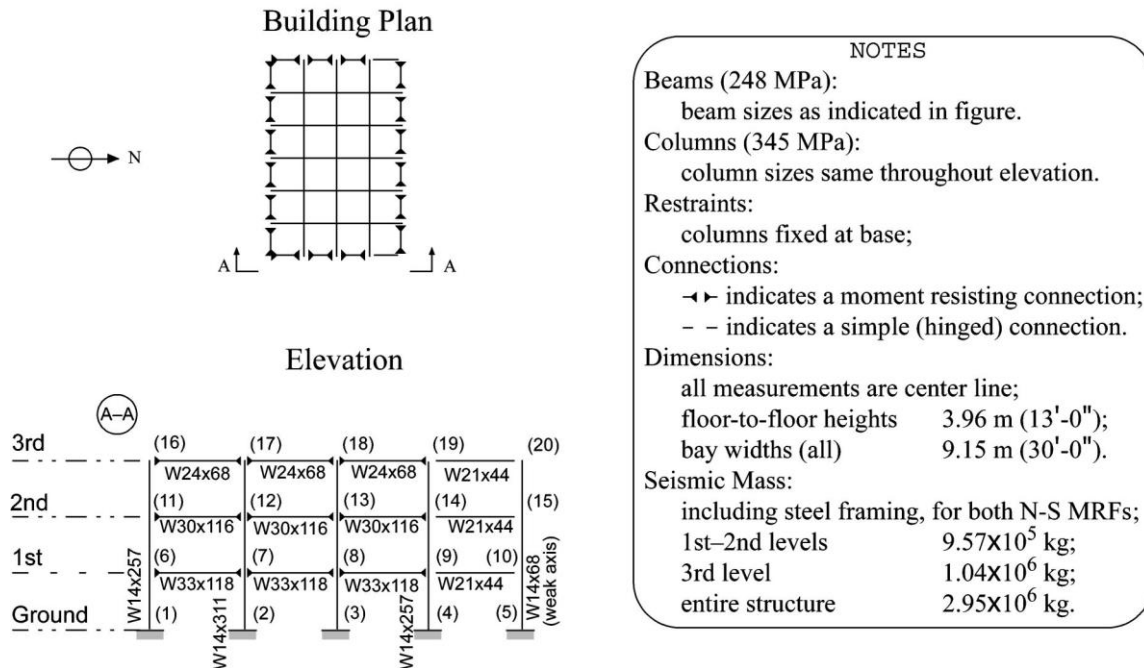 Building Plan
N
A
A
Elevation
A–A
3rd
(16)
(17)
(18)
(19)
(20)
W24x68
W24x68
W24x68
W21x44
2nd
(11)
(12)
(13)
(14)
(15)
W30x116
W30x116
W30x116
W21x44
1st
(6)
(7)
(8)
(9)
(10)
W33x118
W33x118
W33x118
W21x44
Ground
(1)
(2)
(3)
(4)
(5)
W14x257
W14x311
W14x257
W14x68
(weak axis)
NOTES
Beams (248 MPa):
beam sizes as indicated in figure.
Columns (345 MPa):
column sizes same throughout elevation.
Restraints:
columns fixed at base;
Connections:
indicates a moment resisting connection;
– – indicates a simple (hinged) connection.
Dimensions:
all measurements are center line;
floor-to-floor heights 3.96 m (13'-0");
bay widths (all) 9.15 m (30'-0").
Seismic Mass:
including steel framing, for both N-S MRFs;
1st–2nd levels 9.57x10⁵ kg;
3rd level 1.04x10⁶ kg;
entire structure 2.95x10⁶ kg.